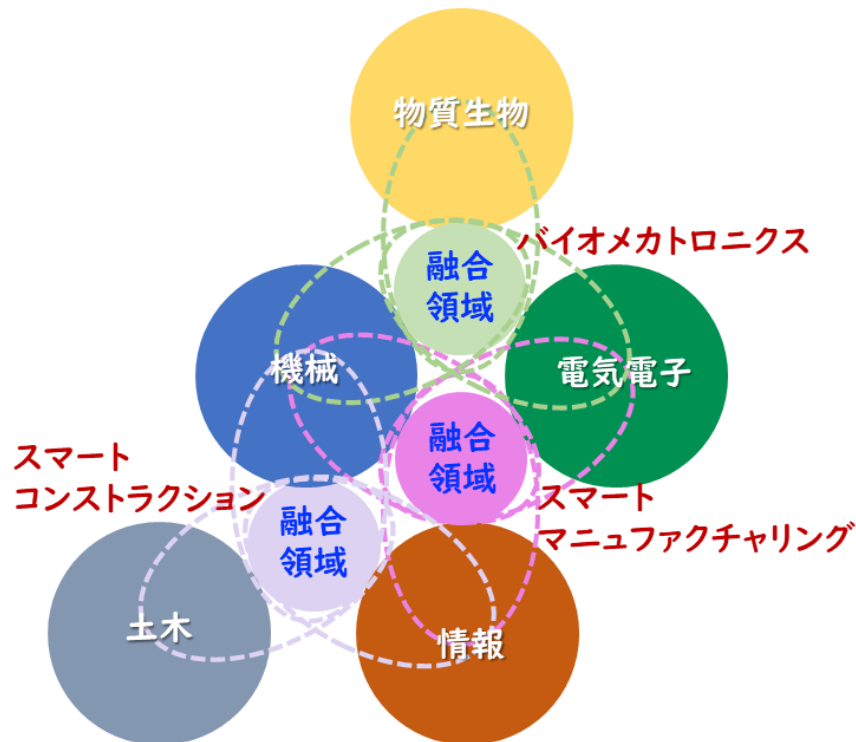 物質生物
バイオメカトロニクス
融合
領域
機械
電気電子
融合
領域
スマート
コンストラクション
スマート
マニュファクチャリング
融合
領域
土木
情報